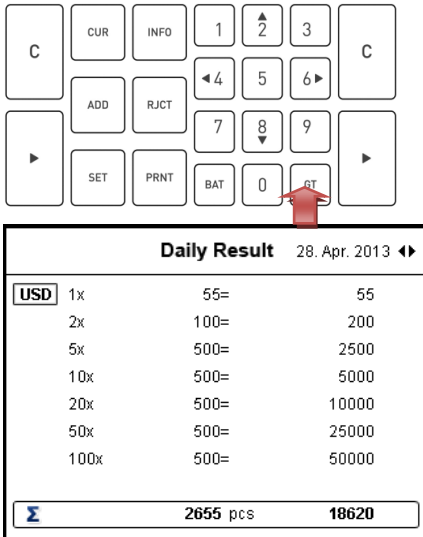 C CUR INFO 1 2 3 C
ADD RJCT 4 5 6
7 8 9
SET PRNT BAT 0 GT
Daily Result 28. Apr. 2013
USD 1x 55= 55
2x 100= 200
5x 500= 2500
10x 500= 5000
20x 500= 10000
50x 500= 25000
100x 500= 50000
Σ 2655 pcs 18620